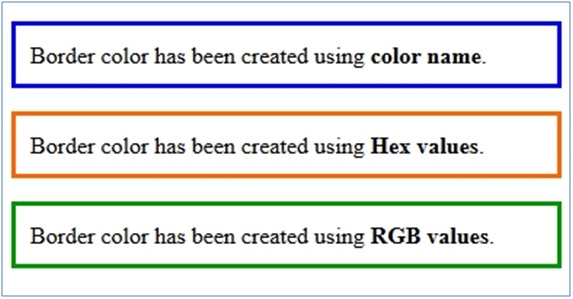 Border color has been created using color name.
Border color has been created using Hex values.
Border color has been created using RGB values.